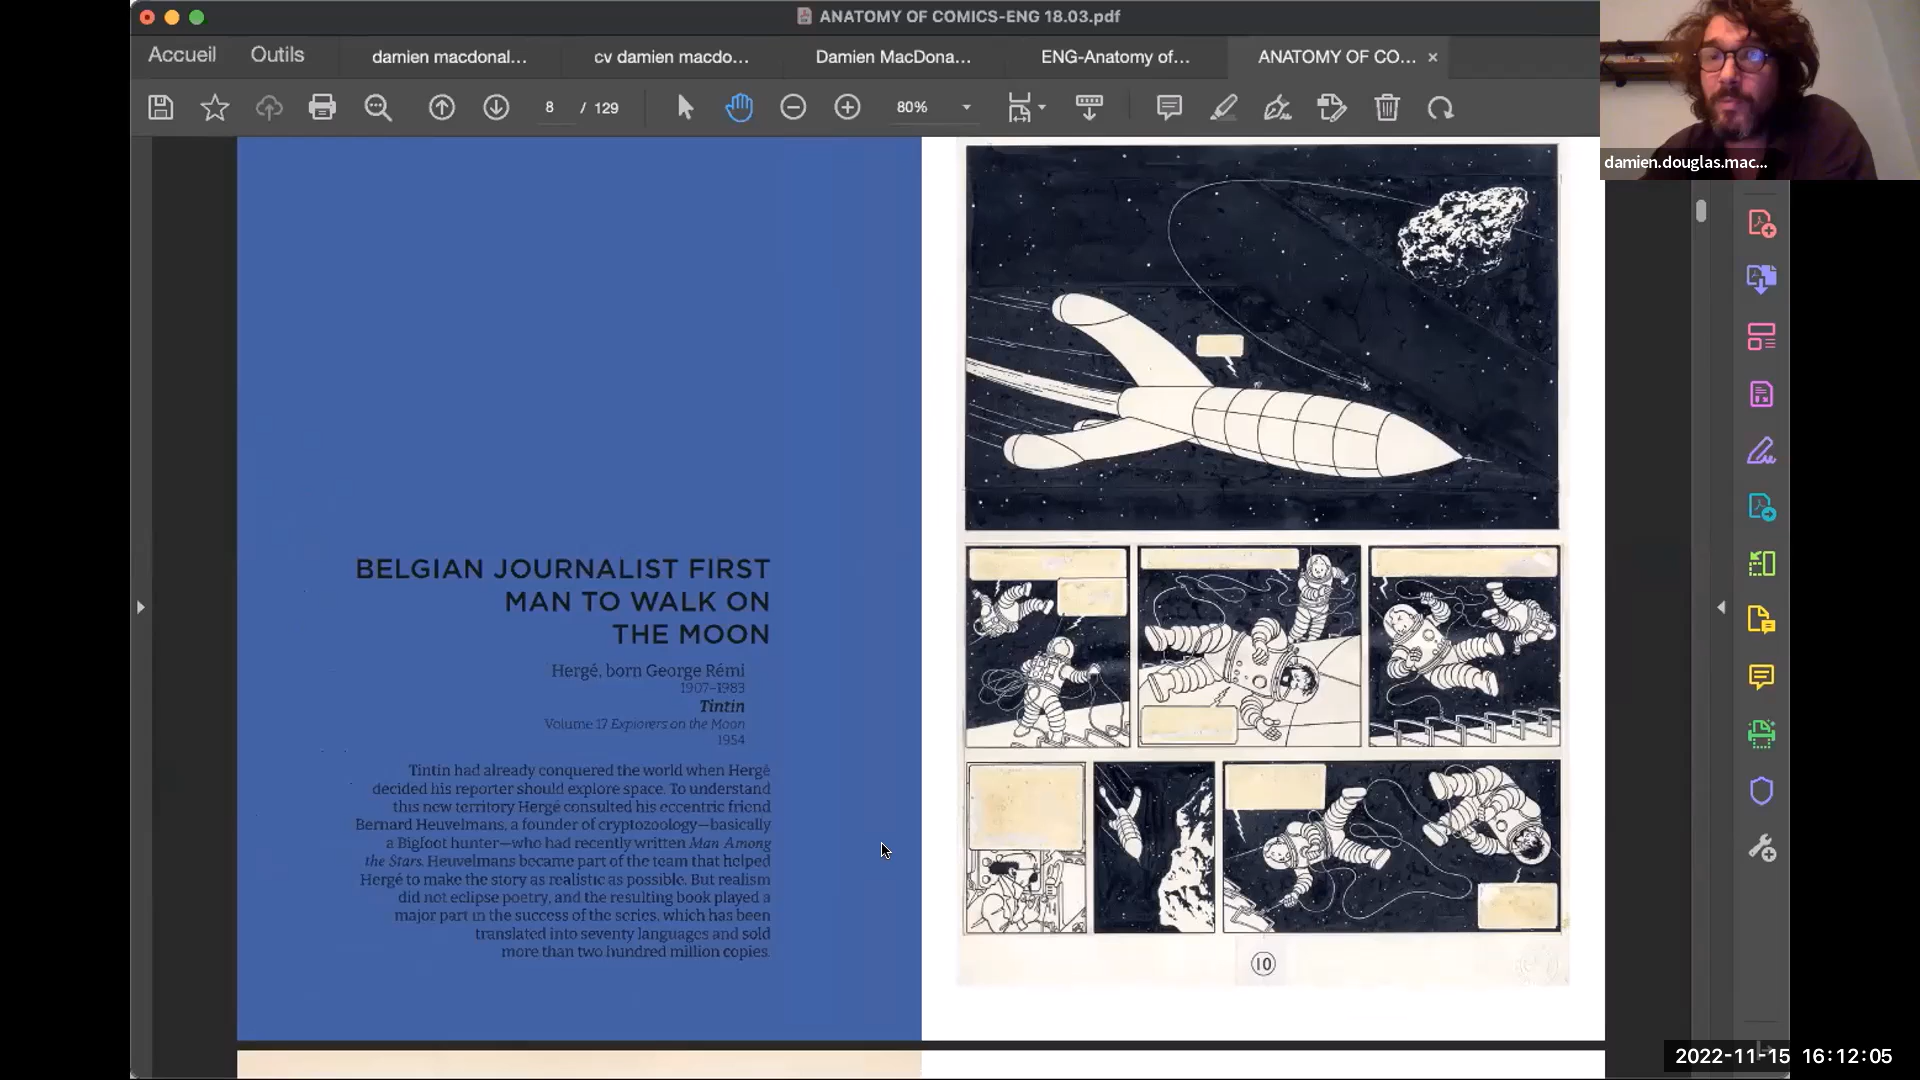 ANATOMY OF COMICS-ENG 18.03.pdf
Accueil
Outils
damien macdonal...
cv damien macdo...
Damien MacDona...
ENG-Anatomy of...
ANATOMY OF CO...
8 / 129
80%
damien.douglas.mac...
BELGIAN JOURNALIST FIRST
MAN TO WALK ON
THE MOON
Hergé, born George Rémi
1907–1983
Tintin
Volume 17 Explorers on the Moon
1954
Tintin had already conquered the world when Hergé
decided his reporter should explore space. To understand
this new territory Hergé consulted his eccentric friend
Bernard Heuvelmans, a founder of cryptozoology—basically
a Bigfoot hunter—who had recently written Man Among
the Stars. Heuvelmans became part of the team that helped
Hergé to make the story as realistic as possible. But realism
did not eclipse poetry, and the resulting book played a
major part in the success of the series, which has been
translated into seventy languages and sold
more than two hundred million copies.
10
2022-11-15 16:12:05